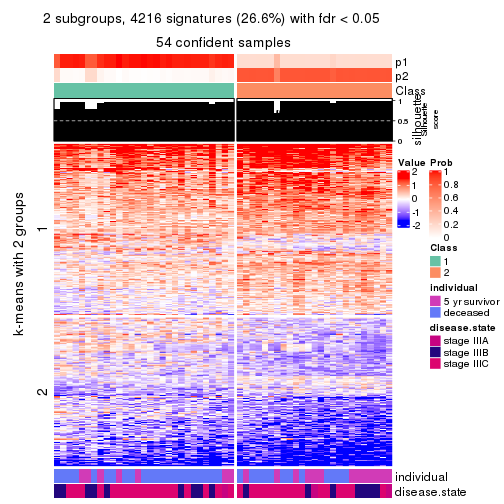 2 subgroups, 4216 signatures (26.6%) with fdr < 0.05
54 confident samples
p1
p2
Class
1
0.5
0
silhouettes
Silhouette
score
k-means with 2 groups
1
2
individual
disease.state
Value
2
1
0
-1
-2
Prob
1
0.8
0.6
0.4
0.2
0
Class
1
2
individual
5 yr survivor
deceased
disease.state
stage IIIA
stage IIIB
stage IIIC